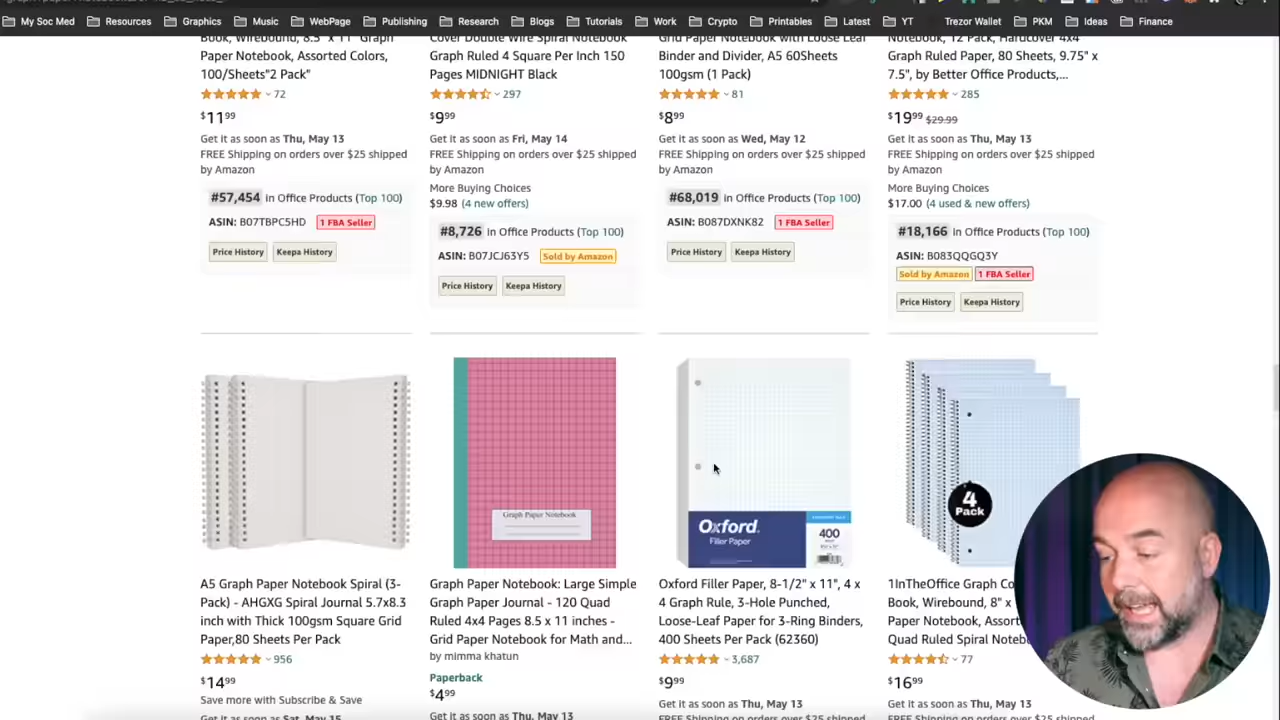 My Soc Med
Resources
Graphics
Music
WebPage
Publishing
Research
Blogs
Tutorials
Work
Crypto
Printables
Latest
YT
Trezor Wallet
PKM
Ideas
Finance
Book, Wirebound, 8.5" x 11" Graph
Paper Notebook, Assorted Colors,
100/Sheets"2 Pack"
72
$11.99
Get it as soon as Thu, May 13
FREE Shipping on orders over $25 shipped
by Amazon
#57,454 in Office Products (Top 100)
ASIN: B07TBPC5HD 1 FBA Seller
Price History Keepa History
Cover Double Wire Spiral Notebook
Graph Ruled 4 Square Per Inch 150
Pages MIDNIGHT Black
297
$9.99
Get it as soon as Fri, May 14
FREE Shipping on orders over $25 shipped
by Amazon
More Buying Choices
$9.98 (4 new offers)
#8,726 in Office Products (Top 100)
ASIN: B07JCJ63Y5 Sold by Amazon
Price History Keepa History
Grid Paper Notebook with Loose Leaf
Binder and Divider, A5 60Sheets
100gsm (1 Pack)
81
$8.99
Get it as soon as Wed, May 12
FREE Shipping on orders over $25 shipped
by Amazon
#68,019 in Office Products (Top 100)
ASIN: B087DXNK82 1 FBA Seller
Price History Keepa History
Notebook, 12 Pack, Hardcover 4x4
Graph Ruled Paper, 80 Sheets, 9.75" x
7.5", by Better Office Products,...
285
$19.99 $29.99
Get it as soon as Thu, May 13
FREE Shipping on orders over $25 shipped
by Amazon
More Buying Choices
$17.00 (4 used & new offers)
#18,166 in Office Products (Top 100)
ASIN: B083QQGQ3Y
Sold by Amazon 1 FBA Seller
Price History Keepa History
A5 Graph Paper Notebook Spiral (3-
Pack) - AHGXG Spiral Journal 5.7x8.3
inch with Thick 100gsm Square Grid
Paper,80 Sheets Per Pack
956
$14.99
Save more with Subscribe & Save
Get it as soon as Sat, May 15
Graph Paper Notebook
Graph Paper Notebook: Large Simple
Graph Paper Journal - 120 Quad
Ruled 4x4 Pages 8.5 x 11 inches -
Grid Paper Notebook for Math and...
by mimma khatun
Paperback
$4.99
Get it as soon as Thu, May 13
Oxford
Filler Paper
400
Oxford Filler Paper, 8-1/2" x 11", 4 x
4 Graph Rule, 3-Hole Punched,
Loose-Leaf Paper for 3-Ring Binders,
400 Sheets Per Pack (62360)
3,687
$9.99
Get it as soon as Thu, May 13
4
Pack
1InTheOffice Graph Co
Book, Wirebound, 8" x
Paper Notebook, Assort
Quad Ruled Spiral Noteb
77
$16.99
Get it as soon as Thu, May 13
FREE Shipping on orders over $25 shipped